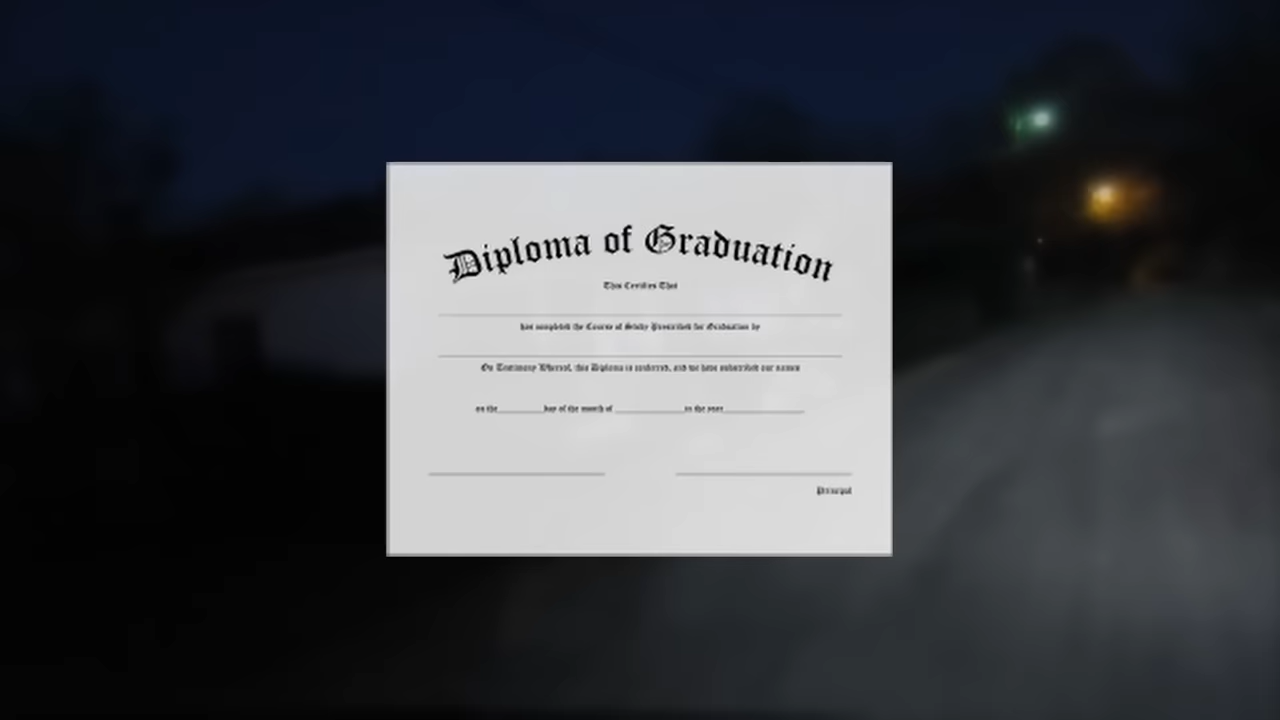 Diploma of Graduation
This Certifies That
has completed the Course of Study Prescribed for Graduation by
On Testimony Whereof, this Diploma is conferred, and we have subscribed our names
on the day of the month of in the year
Principal